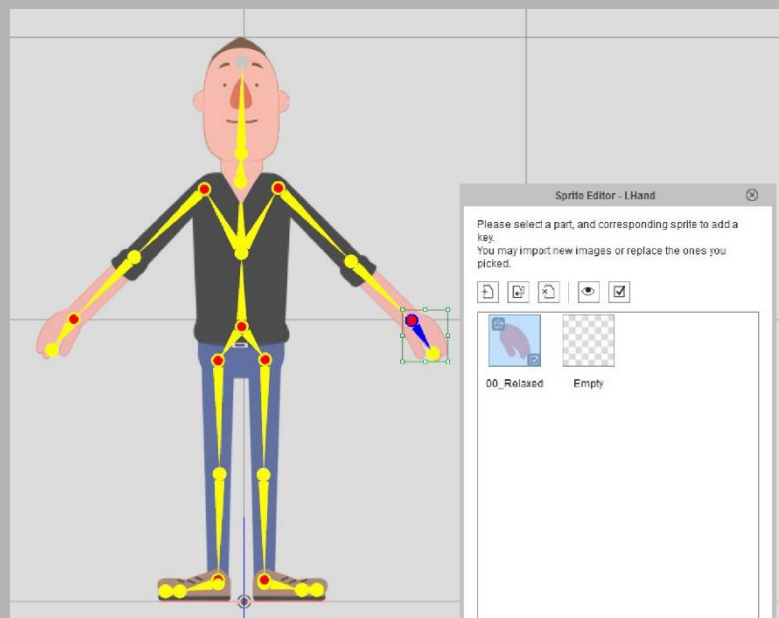 Sprite Editor - LHand
Please select a part, and corresponding sprite to add a
key.
You may import new images or replace the ones you
picked.
00_Relaxed
Empty